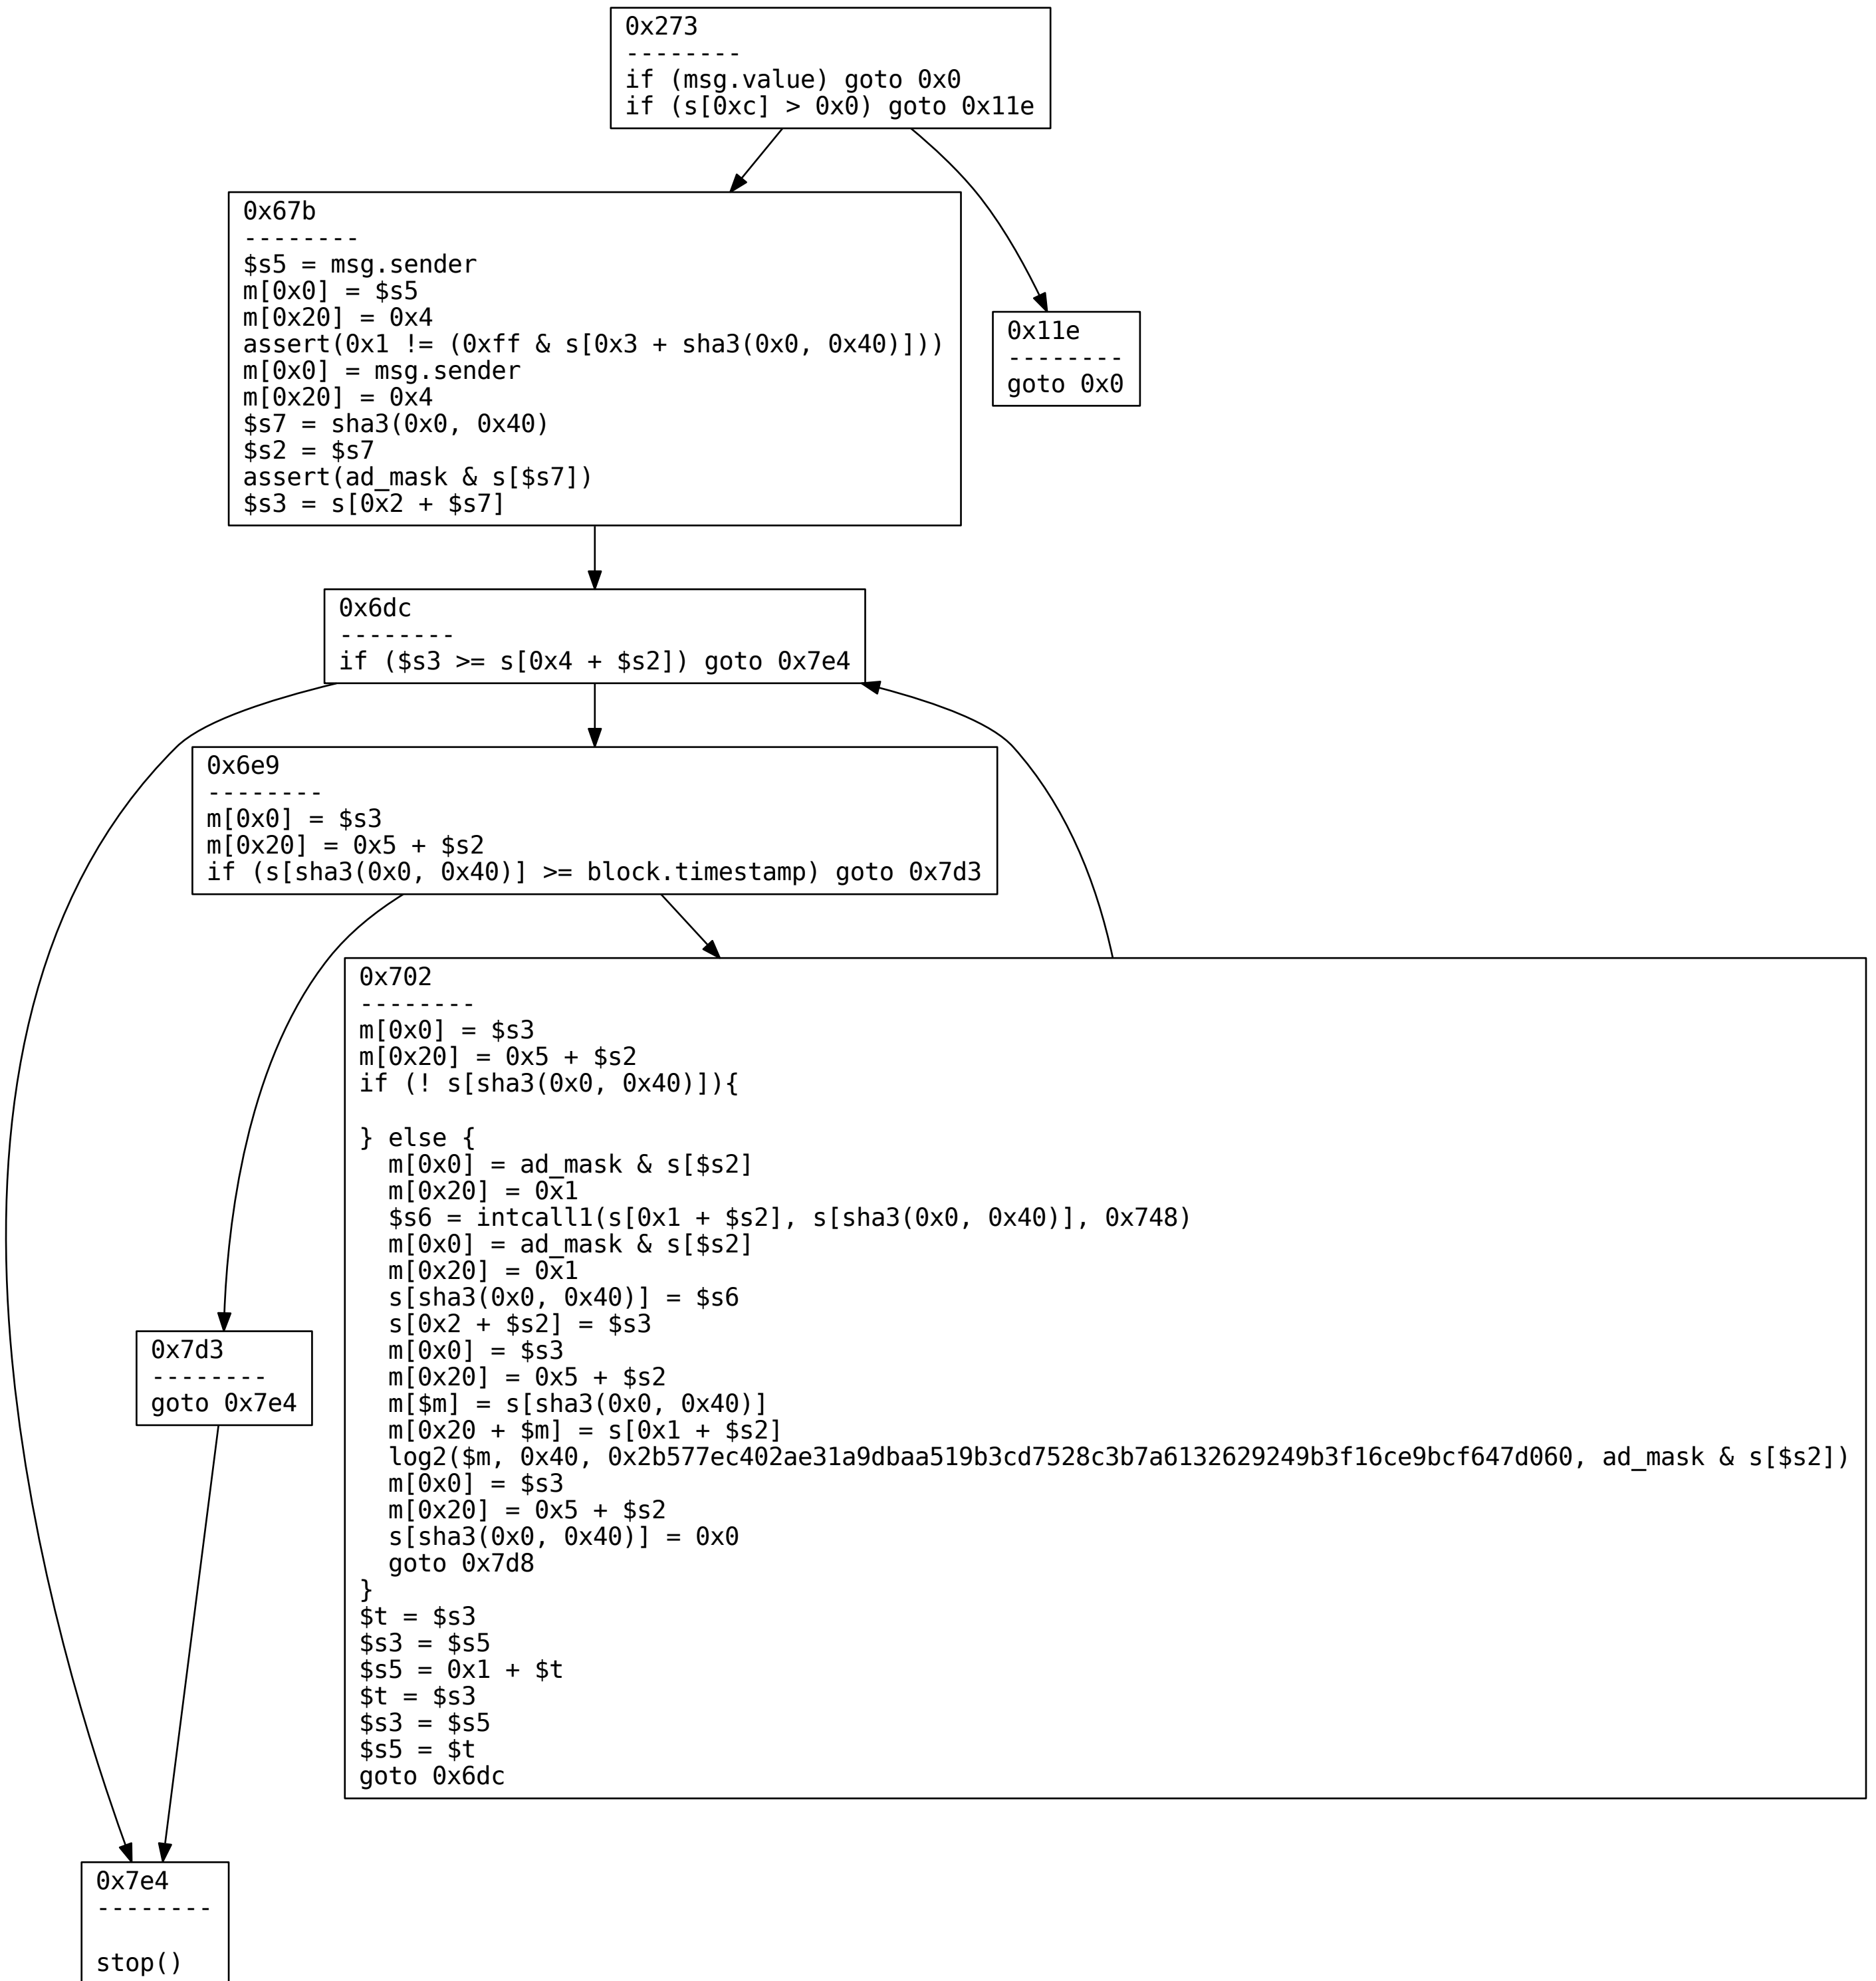 0x273
--------
if (msg.value) goto 0x0
if (s[0xc] > 0x0) goto 0x11e
0x67b
--------
$s5 = msg.sender
m[0x0] = $s5
m[0x20] = 0x4
assert(0x1 != (0xff & s[0x3 + sha3(0x0, 0x40)]))
m[0x0] = msg.sender
m[0x20] = 0x4
$s7 = sha3(0x0, 0x40)
$s2 = $s7
assert(ad_mask & s[$s7])
$s3 = s[0x2 + $s7]
0x11e
--------
goto 0x0
0x6dc
--------
if ($s3 >= s[0x4 + $s2]) goto 0x7e4
0x6e9
--------
m[0x0] = $s3
m[0x20] = 0x5 + $s2
if (s[sha3(0x0, 0x40)] >= block.timestamp) goto 0x7d3
0x702
--------
m[0x0] = $s3
m[0x20] = 0x5 + $s2
if (! s[sha3(0x0, 0x40)]){
} else {
m[0x0] = ad_mask & s[$s2]
m[0x20] = 0x1
$s6 = intcall1(s[0x1 + $s2], s[sha3(0x0, 0x40)], 0x748)
m[0x0] = ad_mask & s[$s2]
m[0x20] = 0x1
s[sha3(0x0, 0x40)] = $s6
s[0x2 + $s2] = $s3
m[0x0] = $s3
m[0x20] = 0x5 + $s2
m[$m] = s[sha3(0x0, 0x40)]
m[0x20 + $m] = s[0x1 + $s2]
log2($m, 0x40, 0x2b577ec402ae31a9dbaa519b3cd7528c3b7a6132629249b3f16ce9bcf647d060, ad_mask & s[$s2])
m[0x0] = $s3
m[0x20] = 0x5 + $s2
s[sha3(0x0, 0x40)] = 0x0
goto 0x7d8
}
$t = $s3
$s3 = $s5
$s5 = 0x1 + $t
$t = $s3
$s3 = $s5
$s5 = $t
goto 0x6dc
0x7d3
--------
goto 0x7e4
0x7e4
--------
stop()